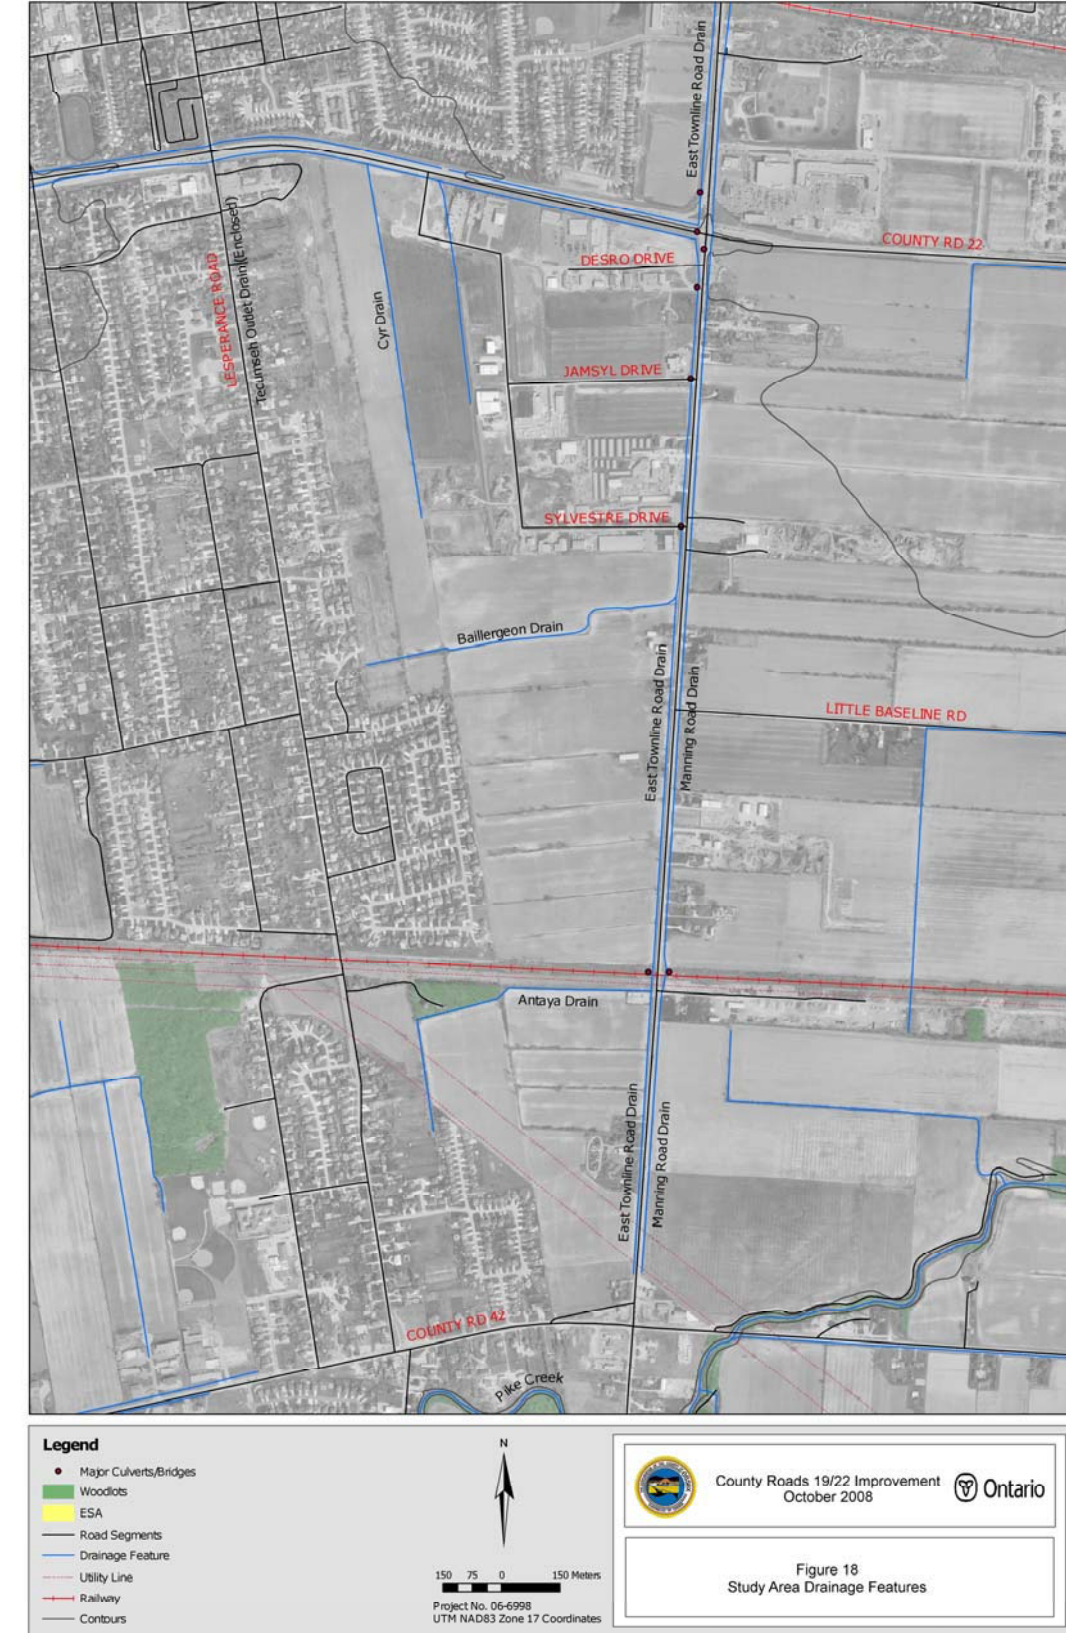 East Townline Road Drain
COUNTY RD 22
DESRO DRIVE
LESPERANCE ROAD
Tecumseh Outlet Drain(Enclosed)
Cyr Drain
JAMSYL DRIVE
SYLVESTRE DRIVE
Baillergeon Drain
East Townline Road Drain
Manning Road Drain
LITTLE BASELINE RD
Antaya Drain
East Townline Road Drain
Manning Road Drain
COUNTY RD 42
Pike Creek
Legend
Major Culverts/Bridges
Woodlots
ESA
Road Segments
Drainage Feature
Utility Line
Railway
Contours
N
150 75 0 150 Meters
Project No. 06-6998
UTM NAD83 Zone 17 Coordinates
County Roads 19/22 Improvement
October 2008
Ontario
Figure 18
Study Area Drainage Features